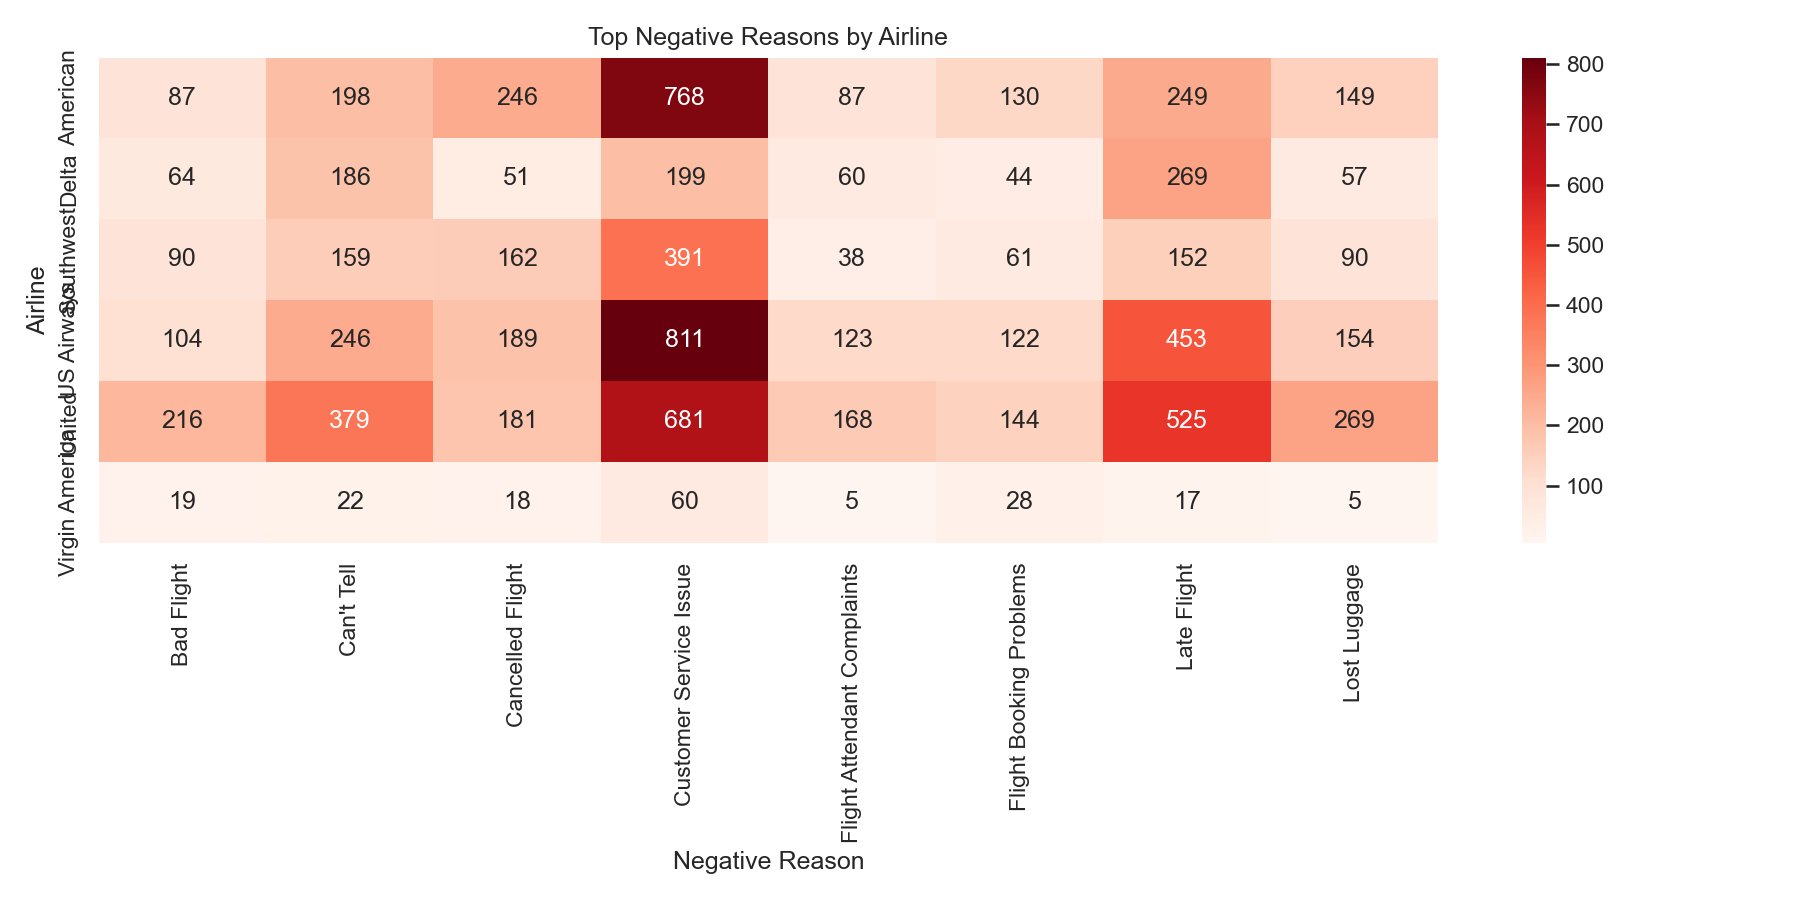 Top Negative Reasons by Airline
Airline
American
87 198 246 768 87 130 249 149
Delta
64 186 51 199 60 44 269 57
Southwest
90 159 162 391 38 61 152 90
US Airways
104 246 189 811 123 122 453 154
United
216 379 181 681 168 144 525 269
Virgin America
19 22 18 60 5 28 17 5
Bad Flight
Can't Tell
Cancelled Flight
Customer Service Issue
Flight Attendant Complaints
Flight Booking Problems
Late Flight
Lost Luggage
Negative Reason
800
700
600
500
400
300
200
100